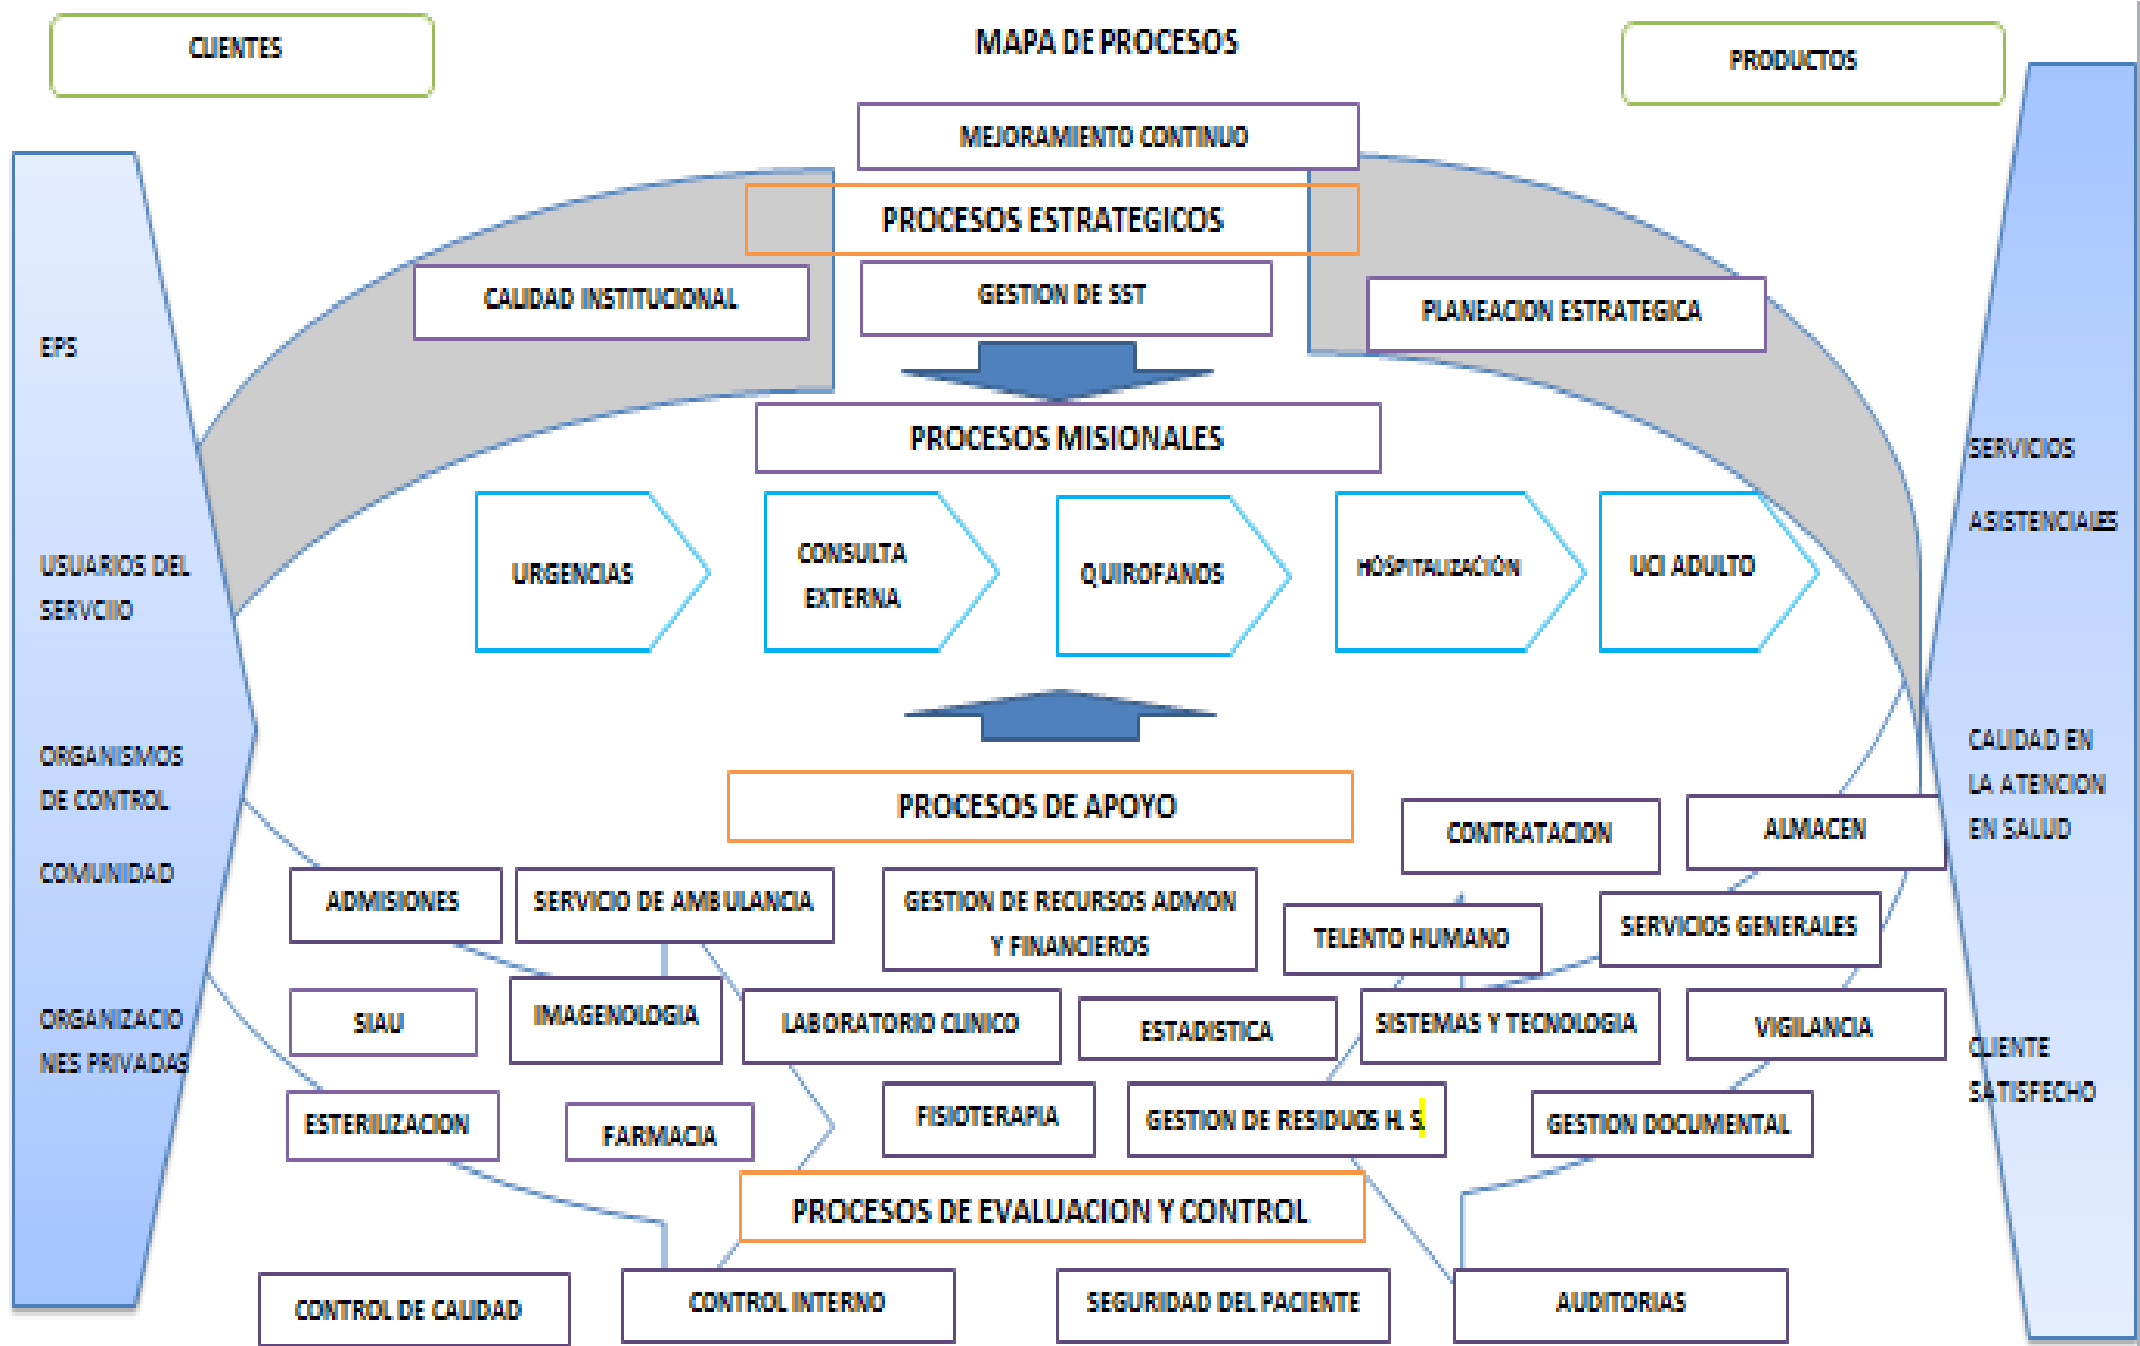 CLIENTES
MAPA DE PROCESOS
PRODUCTOS
MEJORAMIENTO CONTINUO
PROCESOS ESTRATEGICOS
CALIDAD INSTITUCIONAL
GESTION DE SST
PLANEACION ESTRATEGICA
EPS
USUARIOS DEL
SERVCIIO
ORGANISMOS
DE CONTROL
COMUNIDAD
ORGANIZACIO
NES PRIVADAS
PROCESOS MISIONALES
URGENCIAS
CONSULTA
EXTERNA
QUIROFANOS
HOSPITALIZACIÓN
UCI ADULTO
SERVICIOS
ASISTENCIALES
CALIDAD EN
LA ATENCION
EN SALUD
CLIENTE
SATISFECHO
PROCESOS DE APOYO
CONTRATACION
ALMACEN
ADMISIONES
SERVICIO DE AMBULANCIA
GESTION DE RECURSOS ADMON
Y FINANCIEROS
TELENTO HUMANO
SERVICIOS GENERALES
SIAU
IMAGENOLOGIA
LABORATORIO CLINICO
ESTADISTICA
SISTEMAS Y TECNOLOGIA
VIGILANCIA
ESTERILIZACION
FARMACIA
FISIOTERAPIA
GESTION DE RESIDUOS H. S.
GESTION DOCUMENTAL
PROCESOS DE EVALUACION Y CONTROL
CONTROL DE CALIDAD
CONTROL INTERNO
SEGURIDAD DEL PACIENTE
AUDITORIAS